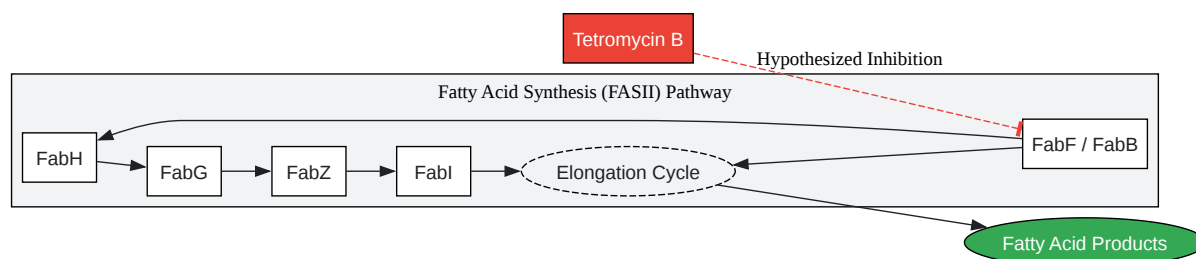 Tetromycin B
Hypothesized Inhibition
Fatty Acid Synthesis (FASII) Pathway
FabH
FabG
FabZ
FabI
Elongation Cycle
FabF / FabB
Fatty Acid Products